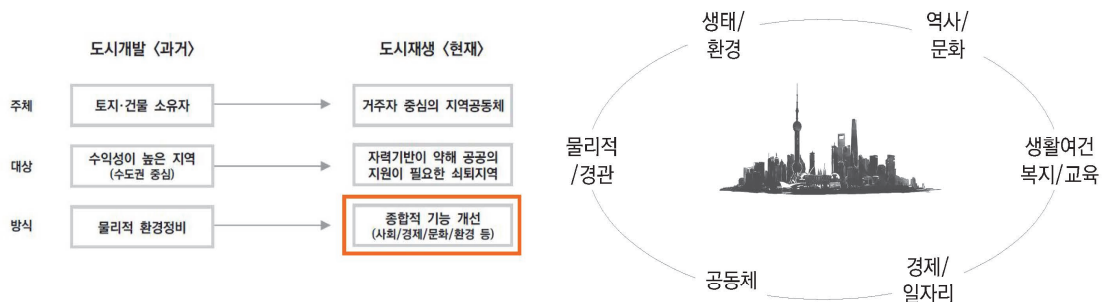 도시개발 〈과거〉
도시재생 〈현재〉
주체
토지·건물 소유자
거주자 중심의 지역공동체
대상
수익성이 높은 지역
(수도권 중심)
자력기반이 약해 공공의
지원이 필요한 쇠퇴지역
방식
물리적 환경정비
종합적 기능 개선
(사회/경제/문화/환경 등)
생태/
환경
역사/
문화
물리적
/경관
생활여건
복지/교육
공동체
경제/
일자리